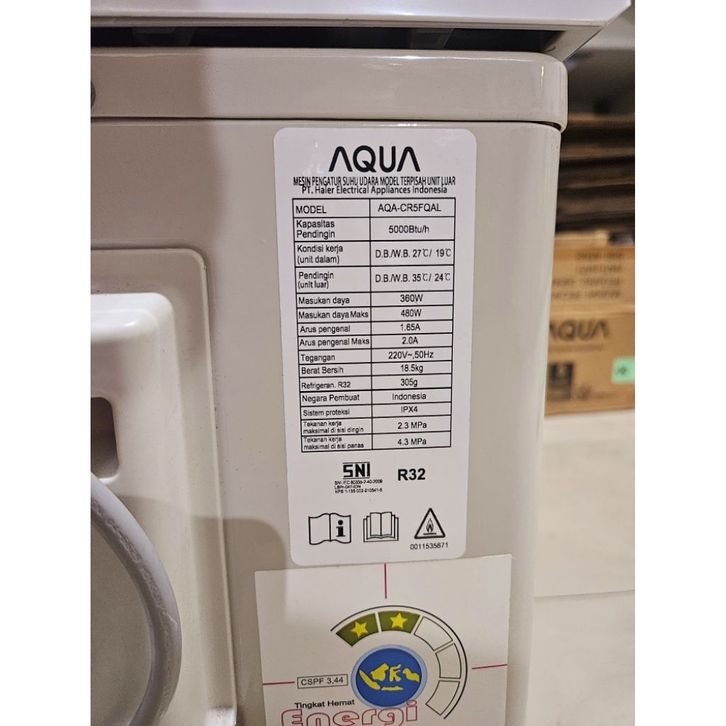 AQUA
MESIN PENGATUR SUHU UDARA MODEL TERPISAH UNIT LUAR
PT. Haier Electrical Appliances Indonesia
MODEL AQA-CR5FQAL
Kapasitas Pendingin 5000Btu/h
Kondisi kerja (unit dalam) D.B./W.B. 27℃/ 19℃
Pendingin (unit luar) D.B./W.B. 35℃/ 24℃
Masukan daya 360W
Masukan daya Maks 480W
Arus pengenal 1.65A
Arus pengenal Maks 2.0A
Tegangan 220V~,50Hz
Berat Bersih 18.5kg
Refrigeran. R32 305g
Negara Pembuat Indonesia
Sistem proteksi IPX4
Tekanan kerja maksimal di sisi dingin 2.3 MPa
Tekanan kerja maksimal di sisi panas 4.3 MPa
SNI R32
0011535671
AQUA
CSPF 3,44
Tingkat Hemat
Energi